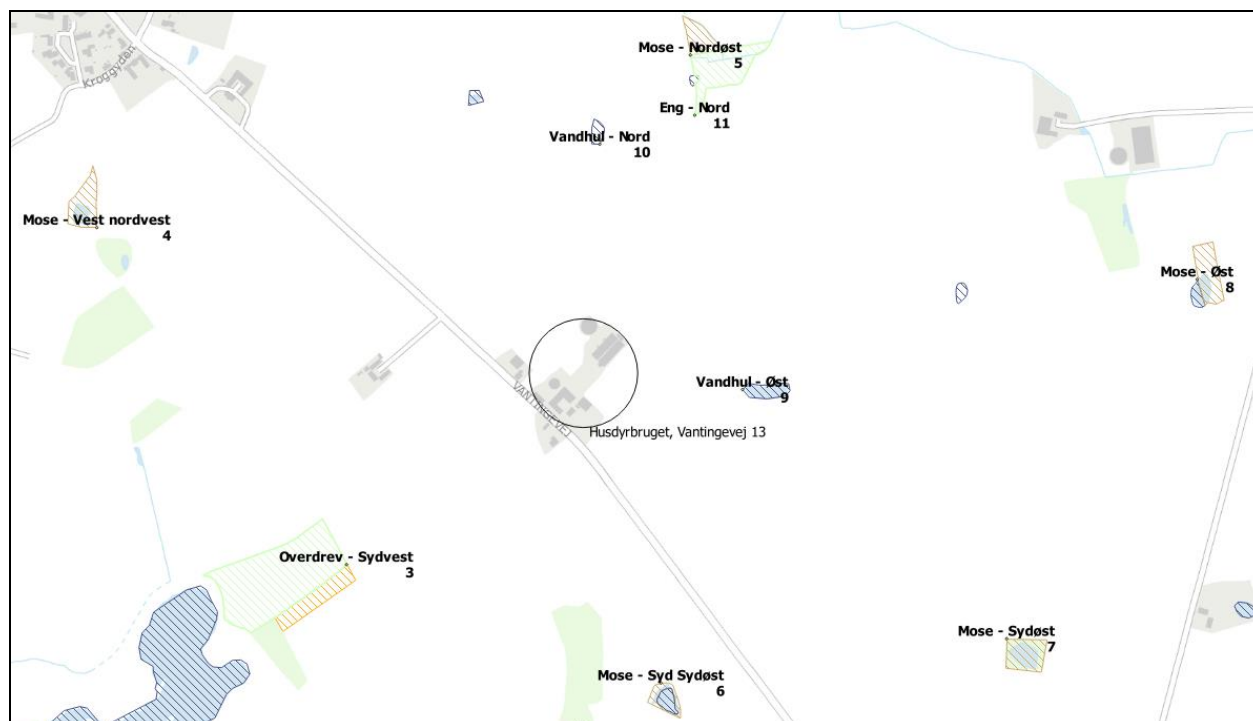 Mose - Nordøst
5
Kroggyden
Eng - Nord
11
Vandhul - Nord
10
Mose - Vest nordvest
4
Mose - Øst
8
Vandhul - Øst
9
VANTINGEVEJ
Husdyrbruget, Vantingevej 13
Overdrev - Sydvest
3
Mose - Sydøst
7
Mose - Syd Sydøst
6